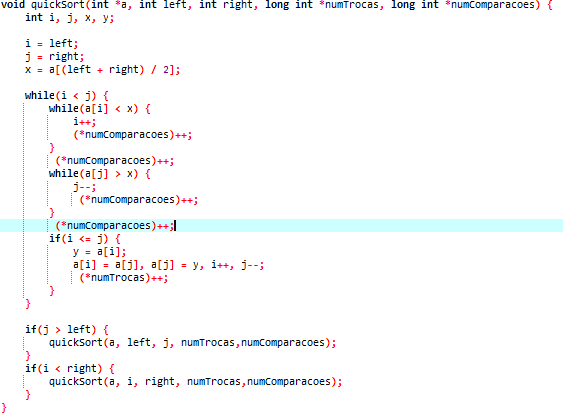 void quickSort(int *a, int left, int right, long int *numTrocas, long int *numComparacoes) {
    int i, j, x, y;
    i = left;
    j = right;
    x = a[(left + right) / 2];
    while(i < j) {
        while(a[i] < x) {
            i++;
            (*numComparacoes)++;
        }
         (*numComparacoes)++;
        while(a[j] > x) {
            j--;
             (*numComparacoes)++;
        }
         (*numComparacoes)++;
        if(i <= j) {
            y = a[i];
            a[i] = a[j], a[j] = y, i++, j--;
             (*numTrocas)++;
        }
    }
    if(j > left) {
        quickSort(a, left, j, numTrocas,numComparacoes);
    }
    if(i < right) {
        quickSort(a, i, right, numTrocas,numComparacoes);
    }
}